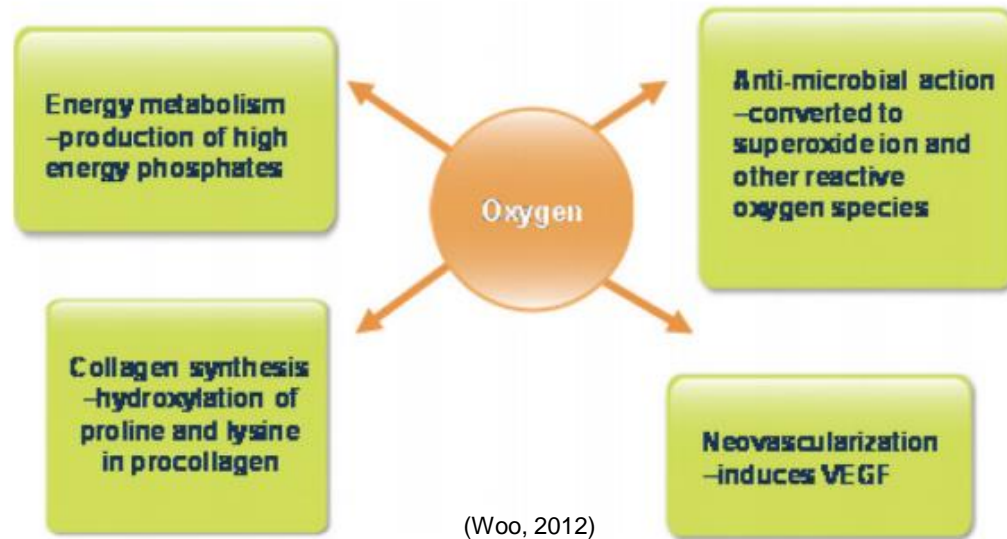 Energy metabolism
–production of high
energy phosphates
Anti-microbial action
–converted to
superoxide ion and
other reactive
oxygen species
Oxygen
Collagen synthesis
–hydroxylation of
proline and lysine
in procollagen
Neovascularization
–induces VEGF
(Woo, 2012)